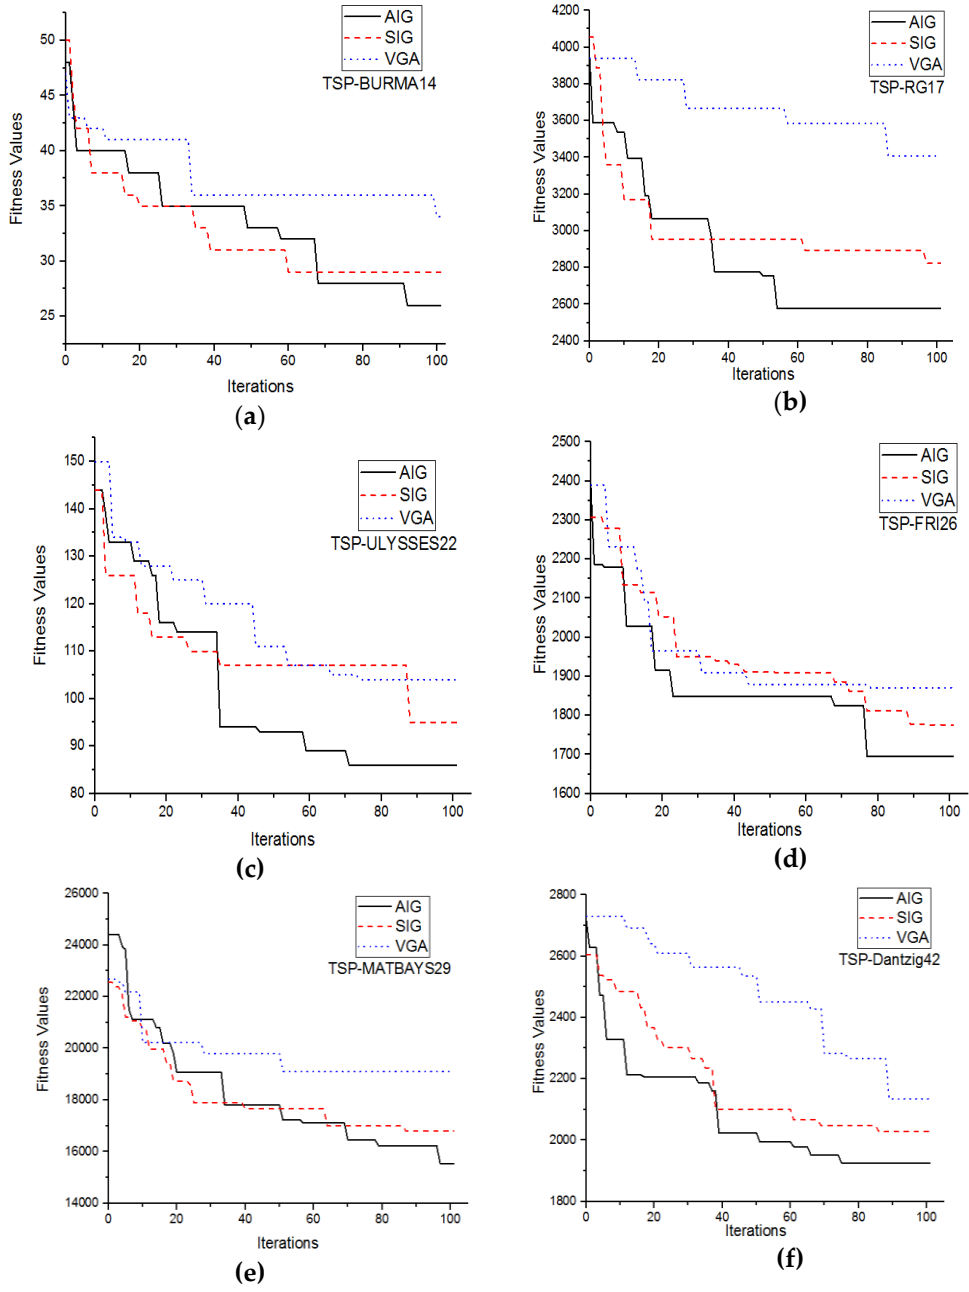 AIG
SIG
VGA
TSP-BURMA14
50
45
40
35
30
25
Fitness Values
0
20
40
60
80
100
Iterations
(a)
AIG
SIG
VGA
TSP-RG17
4200
4000
3800
3600
3400
3200
3000
2800
2600
2400
Fitness Values
0
20
40
60
80
100
Iterations
(b)
AIG
SIG
VGA
TSP-ULYSSES22
150
140
130
120
110
100
90
80
Fitness Values
0
20
40
60
80
100
Iterations
(c)
AIG
SIG
VGA
TSP-FRI26
2500
2400
2300
2200
2100
2000
1900
1800
1700
1600
Fitness Values
0
20
40
60
80
100
Iterations
(d)
AIG
SIG
VGA
TSP-MATBAYS29
26000
24000
22000
20000
18000
16000
14000
Fitness Values
0
20
40
60
80
100
Iterations
(e)
AIG
SIG
VGA
TSP-Dantzig42
2800
2600
2400
2200
2000
1800
Fitness Values
0
20
40
60
80
100
Iterations
(f)